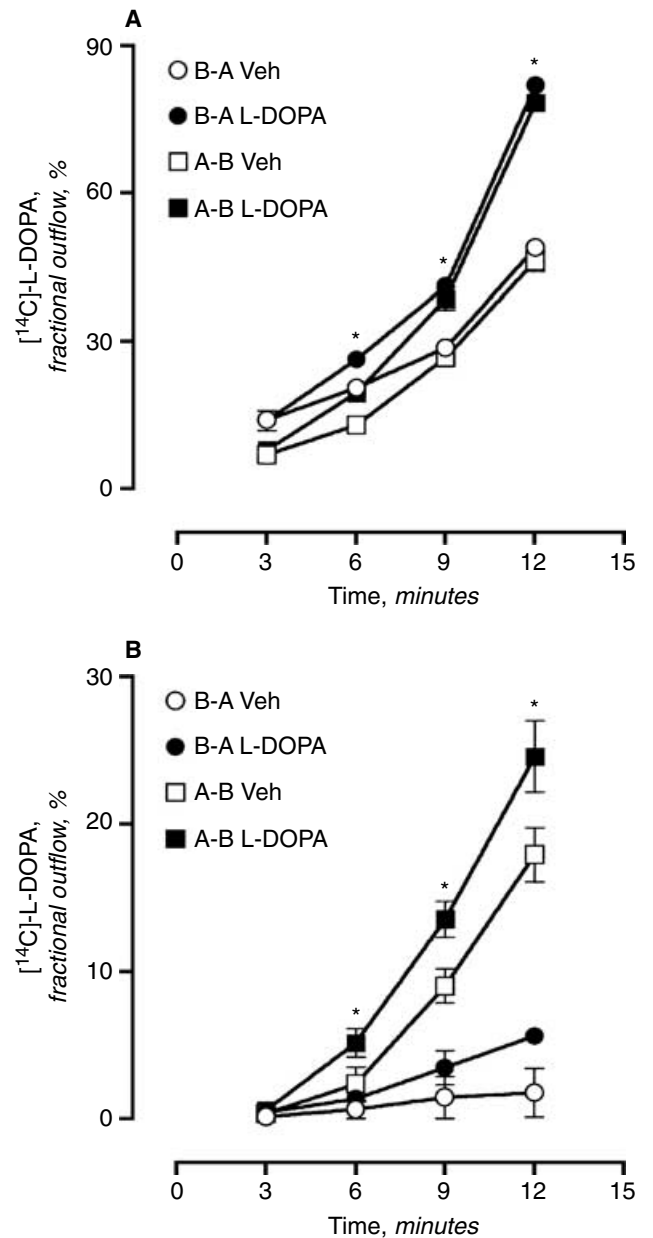 A
90
60
30
0
[¹⁴C]-L-DOPA,
fractional outflow, %
B-A Veh
B-A L-DOPA
A-B Veh
A-B L-DOPA
*
*
*
0 3 6 9 12 15
Time, minutes
B
30
20
10
0
[¹⁴C]-L-DOPA,
fractional outflow, %
B-A Veh
B-A L-DOPA
A-B Veh
A-B L-DOPA
*
*
*
0 3 6 9 12 15
Time, minutes